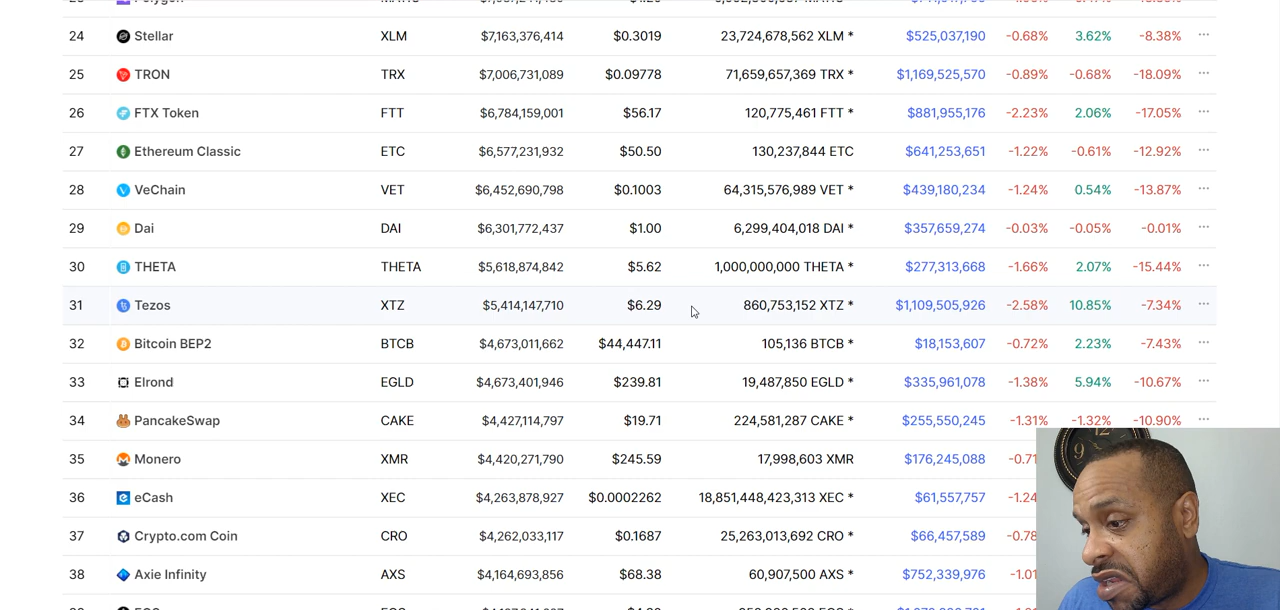 24 Stellar XLM $7,163,376,414 $0.3019 23,724,678,562 XLM * $525,037,190 -0.68% 3.62% -8.38% ...
25 TRON TRX $7,006,731,089 $0.09778 71,659,657,369 TRX * $1,169,525,570 -0.89% -0.68% -18.09% ...
26 FTX Token FTT $6,784,159,001 $56.17 120,775,461 FTT * $881,955,176 -2.23% 2.06% -17.05% ...
27 Ethereum Classic ETC $6,577,231,932 $50.50 130,237,844 ETC $641,253,651 -1.22% -0.61% -12.92% ...
28 VeChain VET $6,452,690,798 $0.1003 64,315,576,989 VET * $439,180,234 -1.24% 0.54% -13.87% ...
29 Dai DAI $6,301,772,437 $1.00 6,299,404,018 DAI * $357,659,274 -0.03% -0.05% -0.01% ...
30 THETA THETA $5,618,874,842 $5.62 1,000,000,000 THETA * $277,313,668 -1.66% 2.07% -15.44% ...
31 Tezos XTZ $5,414,147,710 $6.29 860,753,152 XTZ * $1,109,505,926 -2.58% 10.85% -7.34% ...
32 Bitcoin BEP2 BTCB $4,673,011,662 $44,447.11 105,136 BTCB * $18,153,607 -0.72% 2.23% -7.43% ...
33 Elrond EGLD $4,673,401,946 $239.81 19,487,850 EGLD * $335,961,078 -1.38% 5.94% -10.67% ...
34 PancakeSwap CAKE $4,427,114,797 $19.71 224,581,287 CAKE * $255,550,245 -1.31% -1.32% -10.90% ...
35 Monero XMR $4,420,271,790 $245.59 17,998,603 XMR $176,245,088
36 eCash XEC $4,263,878,927 $0.0002262 18,851,448,423,313 XEC * $61,557,757
37 Crypto.com Coin CRO $4,262,033,117 $0.1687 25,263,013,692 CRO * $66,457,589
38 Axie Infinity AXS $4,164,693,856 $68.38 60,907,500 AXS * $752,339,976